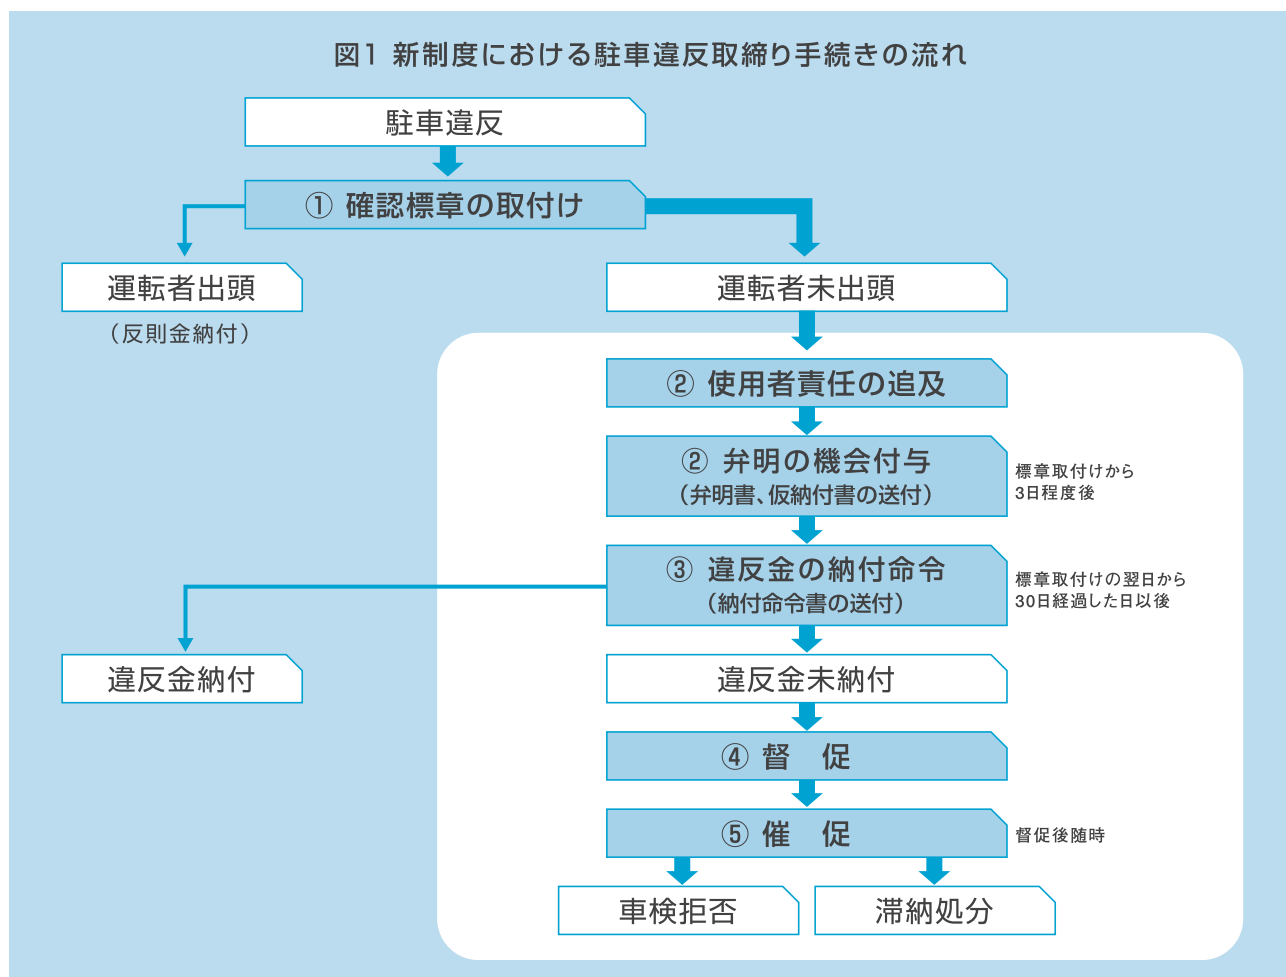 図1 新制度における駐車違反取締り手続きの流れ
駐車違反
① 確認標章の取付け
運転者出頭
（反則金納付）
運転者未出頭
② 使用者責任の追及
② 弁明の機会付与
（弁明書、仮納付書の送付）
標章取付けから
3日程度後
③ 違反金の納付命令
（納付命令書の送付）
標章取付けの翌日から
30日経過した日以後
違反金納付
違反金未納付
④ 督　促
⑤ 催　促
督促後随時
車検拒否
滞納処分